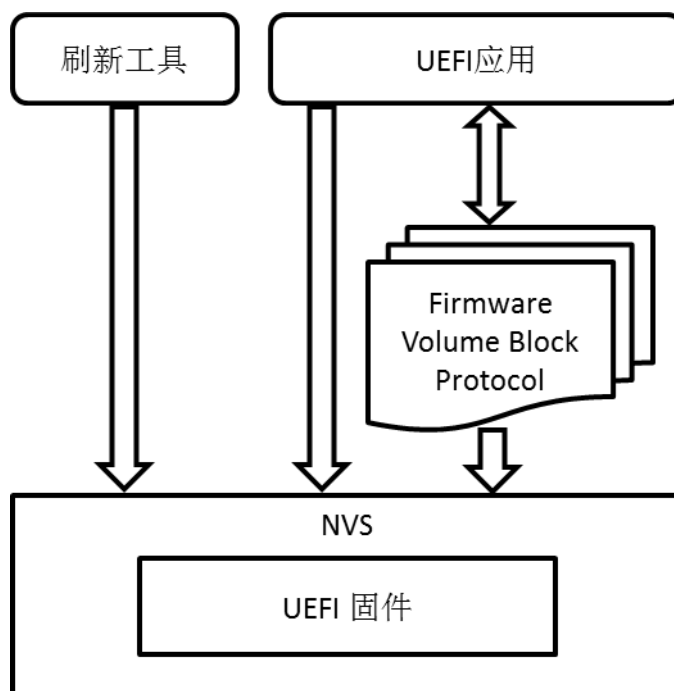 刷新工具
UEFI应用
Firmware
Volume Block
Protocol
NVS
UEFI 固件